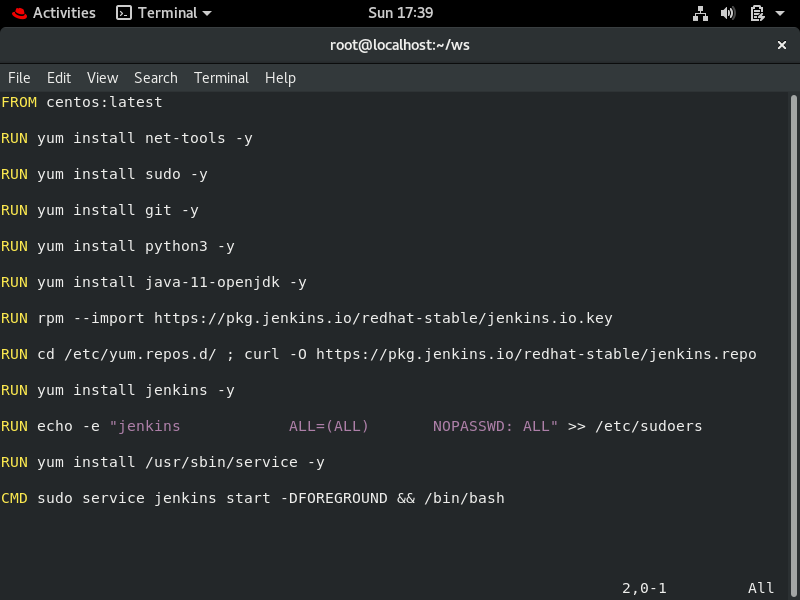 Activities Terminal Sun 17:39
root@localhost:~/ws ×
File Edit View Search Terminal Help
FROM centos:latest
RUN yum install net-tools -y
RUN yum install sudo -y
RUN yum install git -y
RUN yum install python3 -y
RUN yum install java-11-openjdk -y
RUN rpm --import https://pkg.jenkins.io/redhat-stable/jenkins.io.key
RUN cd /etc/yum.repos.d/ ; curl -O https://pkg.jenkins.io/redhat-stable/jenkins.repo
RUN yum install jenkins -y
RUN echo -e "jenkins            ALL=(ALL)       NOPASSWD: ALL" >> /etc/sudoers
RUN yum install /usr/sbin/service -y
CMD sudo service jenkins start -DFOREGROUND && /bin/bash
2,0-1 All